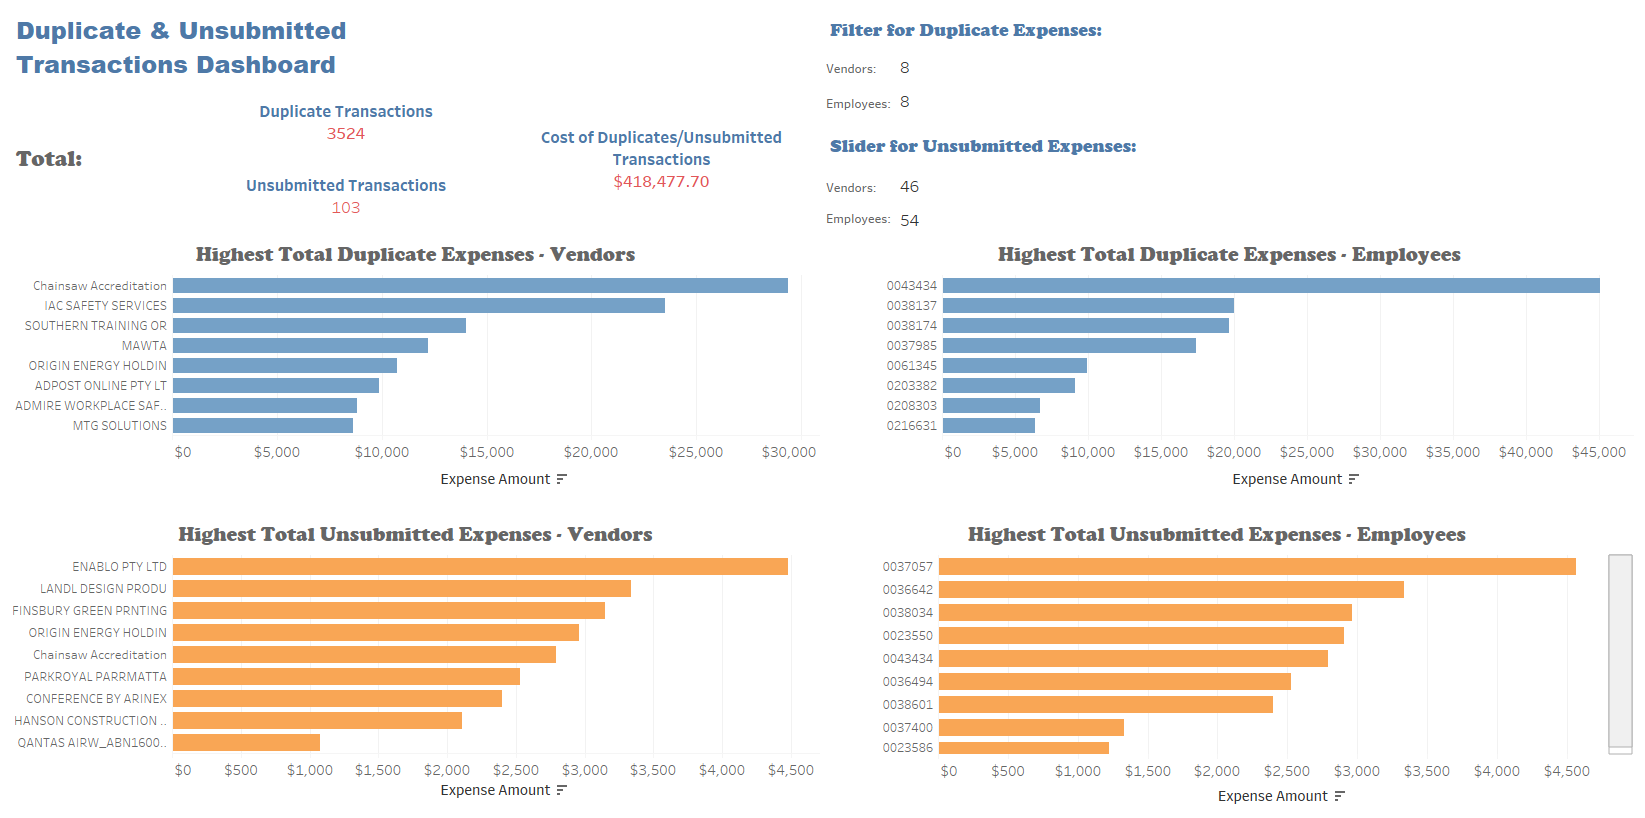 Duplicate & Unsubmitted
Transactions Dashboard
Total:
Duplicate Transactions
3524
Unsubmitted Transactions
103
Cost of Duplicates/Unsubmitted
Transactions
$418,477.70
Filter for Duplicate Expenses:
Vendors: 8
Employees: 8
Slider for Unsubmitted Expenses:
Vendors: 46
Employees: 54
Highest Total Duplicate Expenses - Vendors
Chainsaw Accreditation
IAC SAFETY SERVICES
SOUTHERN TRAINING OR
MAWTA
ORIGIN ENERGY HOLDIN
ADPOST ONLINE PTY LT
ADMIRE WORKPLACE SAF..
MTG SOLUTIONS
$0 $5,000 $10,000 $15,000 $20,000 $25,000 $30,000
Expense Amount
Highest Total Duplicate Expenses - Employees
0043434
0038137
0038174
0037985
0061345
0203382
0208303
0216631
$0 $5,000 $10,000 $15,000 $20,000 $25,000 $30,000 $35,000 $40,000 $45,000
Expense Amount
Highest Total Unsubmitted Expenses - Vendors
ENABLO PTY LTD
LANDL DESIGN PRODU
FINSBURY GREEN PRNTING
ORIGIN ENERGY HOLDIN
Chainsaw Accreditation
PARKROYAL PARRMATTA
CONFERENCE BY ARINEX
HANSON CONSTRUCTION ..
QANTAS AIRW_ABN1600..
$0 $500 $1,000 $1,500 $2,000 $2,500 $3,000 $3,500 $4,000 $4,500
Expense Amount
Highest Total Unsubmitted Expenses - Employees
0037057
0036642
0038034
0023550
0043434
0036494
0038601
0037400
0023586
$0 $500 $1,000 $1,500 $2,000 $2,500 $3,000 $3,500 $4,000 $4,500
Expense Amount